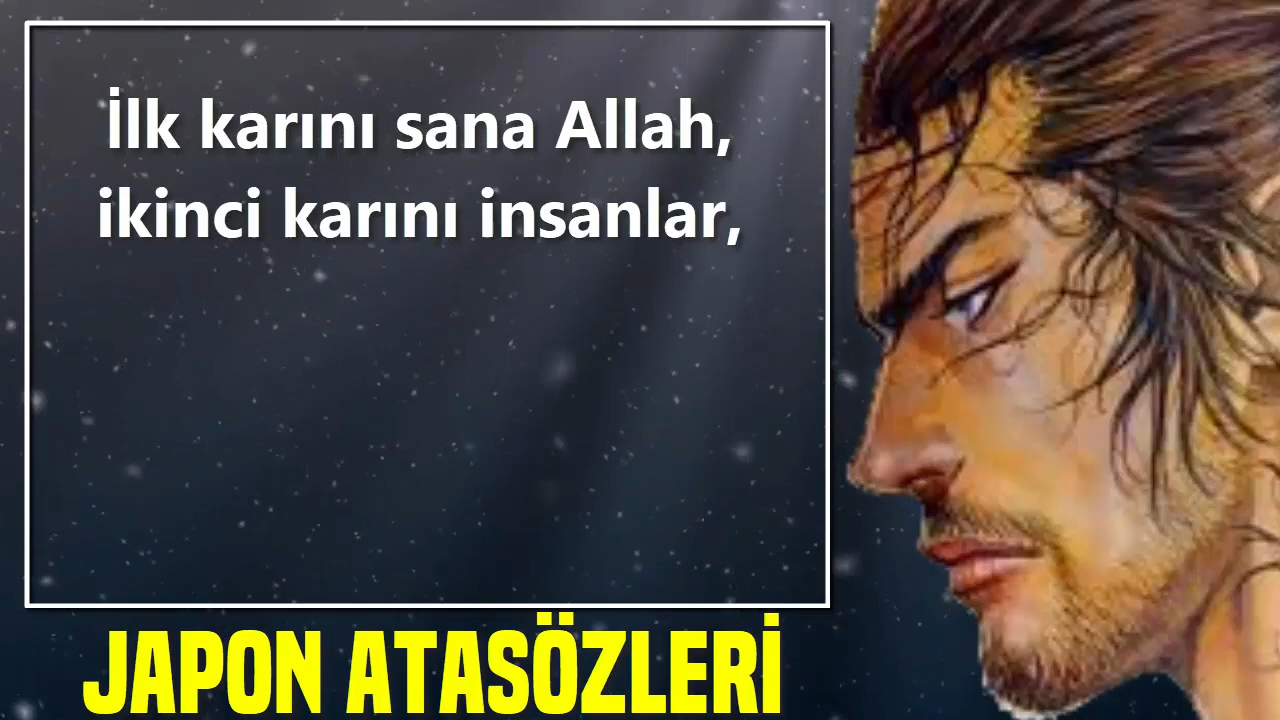 İlk karını sana Allah,
ikinci karını insanlar,
JAPON ATASÖZLERİ